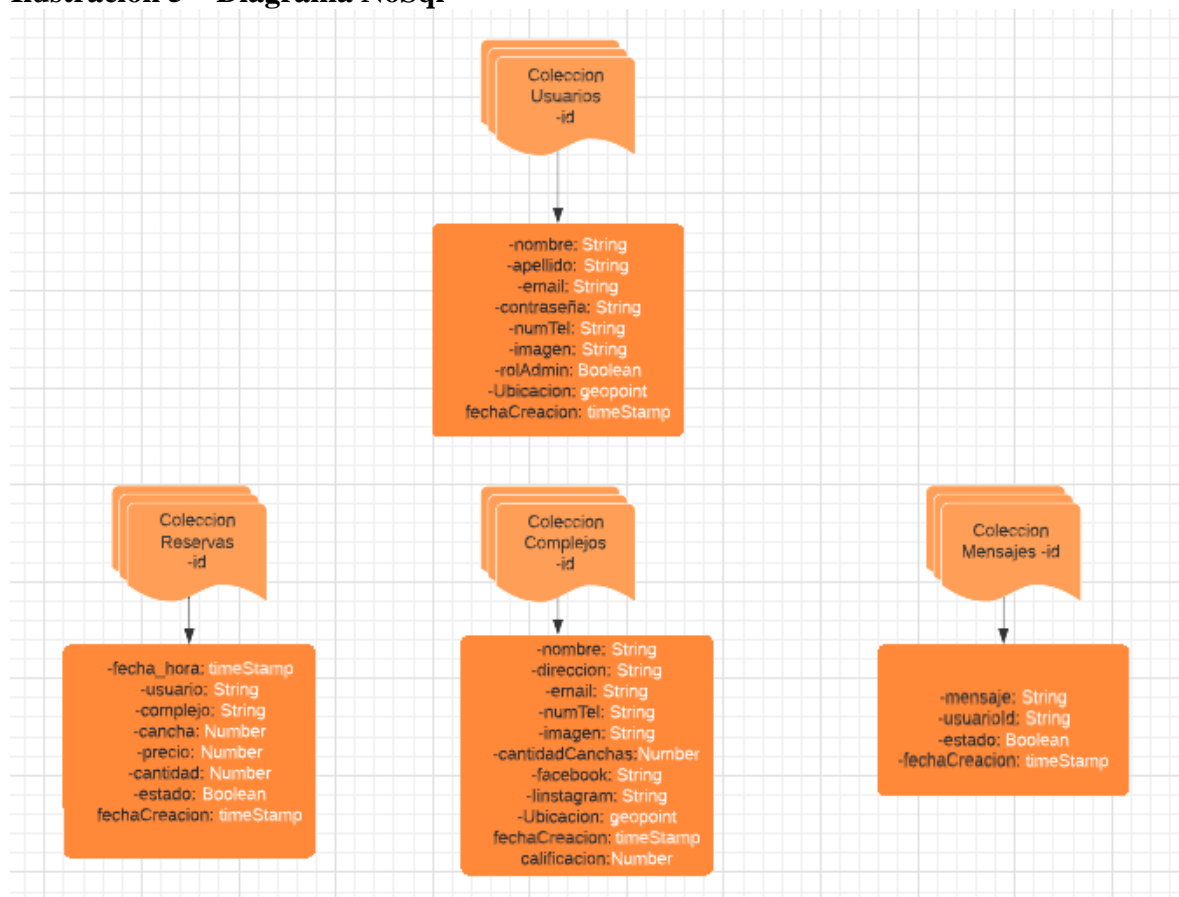 Ilustración 3 – Diagrama NoSql
Coleccion
Usuarios
-id
-nombre: String
-apellido: String
-email: String
-contraseña: String
-numTel: String
-imagen: String
-rolAdmin: Boolean
-Ubicacion: geopoint
fechaCreacion: timeStamp
Coleccion
Reservas
-id
-fecha_hora: timeStamp
-usuario: String
-complejo: String
-cancha: Number
-precio: Number
-cantidad: Number
-estado: Boolean
fechaCreacion: timeStamp
Coleccion
Complejos
-id
-nombre: String
-direccion: String
-email: String
-numTel: String
-imagen: String
-cantidadCanchas:Number
-facebook: String
-Iinstagram: String
-Ubicacion: geopoint
fechaCreacion: timeStamp
calificacion:Number
Coleccion
Mensajes -id
-mensaje: String
-usuarioId: String
-estado: Boolean
-fechaCreacion: timeStamp